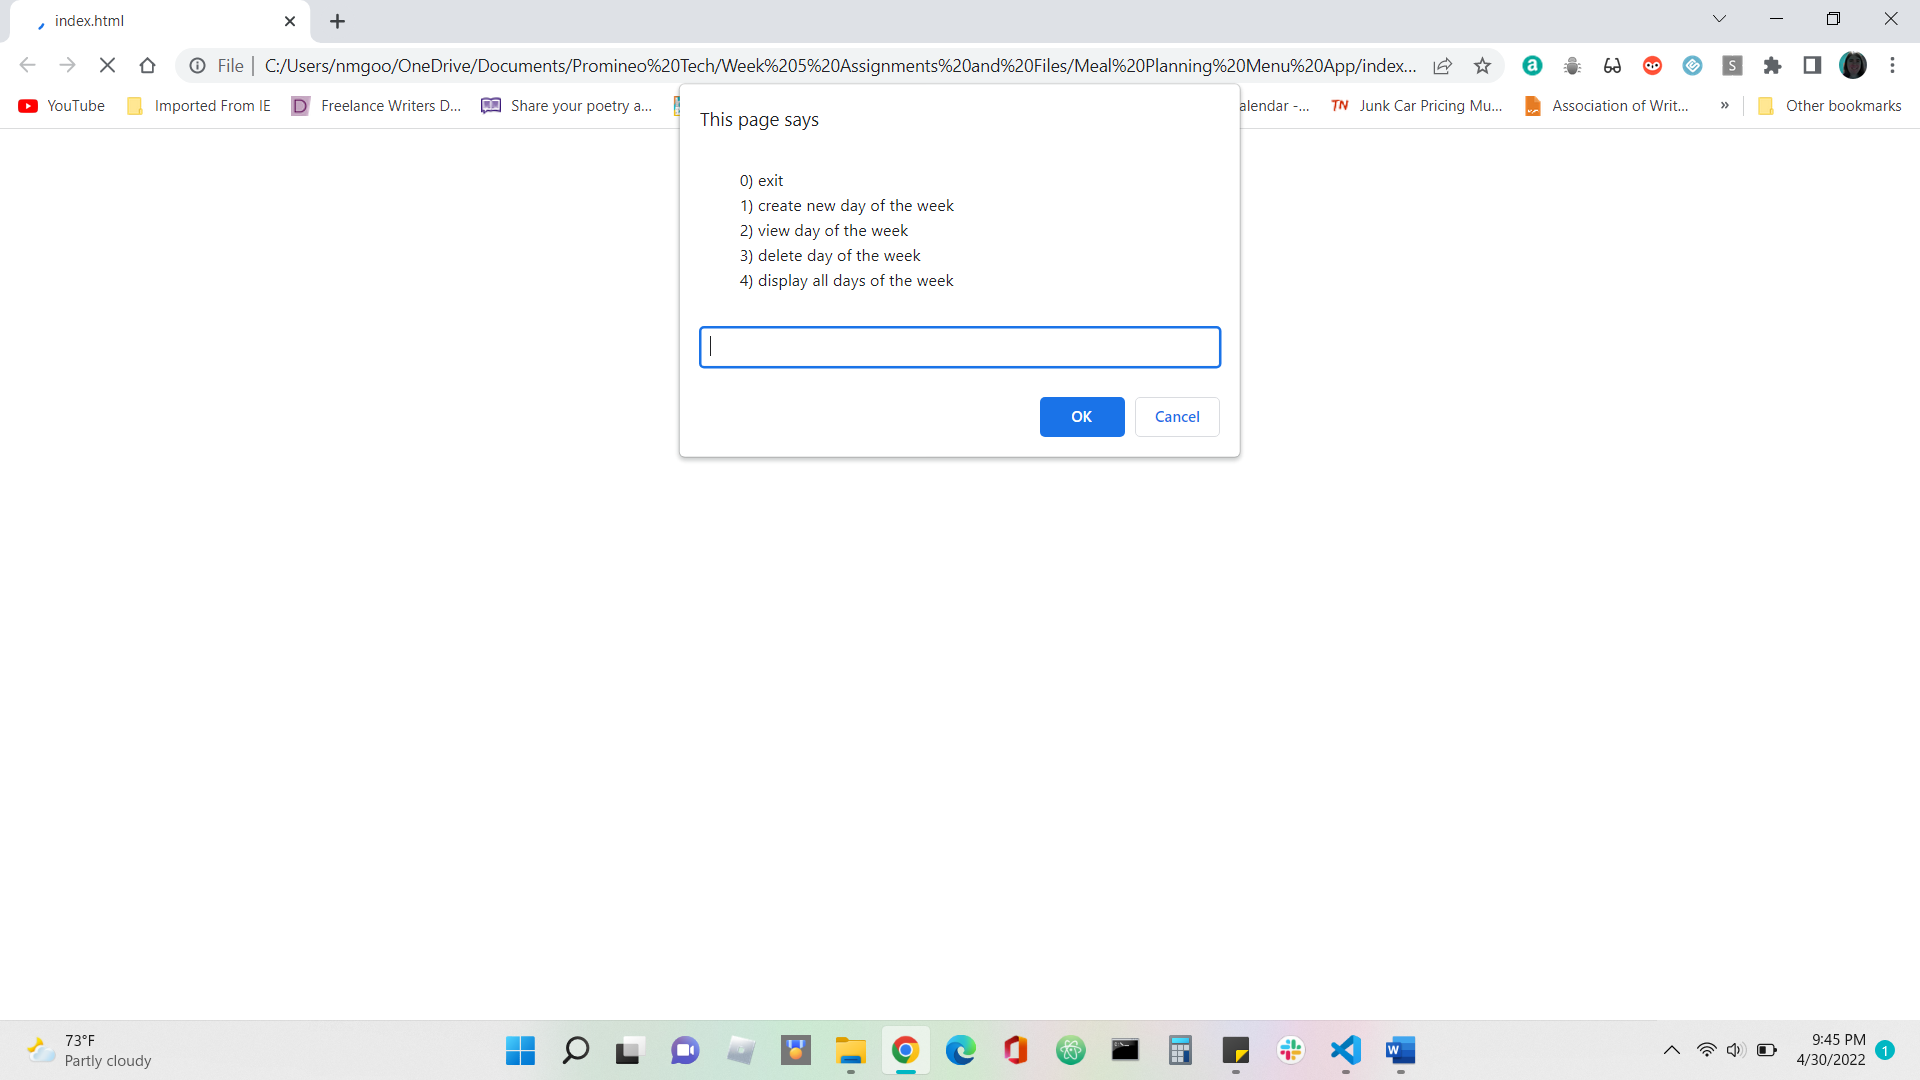 index.html
File C:/Users/nmgoo/OneDrive/Documents/Promineo%20Tech/Week%205%20Assignments%20and%20Files/Meal%20Planning%20Menu%20App/index...
YouTube Imported From IE Freelance Writers D... Share your poetry a... alendar -... TN Junk Car Pricing Mu... Association of Writ... » Other bookmarks
This page says
0) exit
1) create new day of the week
2) view day of the week
3) delete day of the week
4) display all days of the week
OK Cancel
73°F
Partly cloudy
9:45 PM
4/30/2022
1